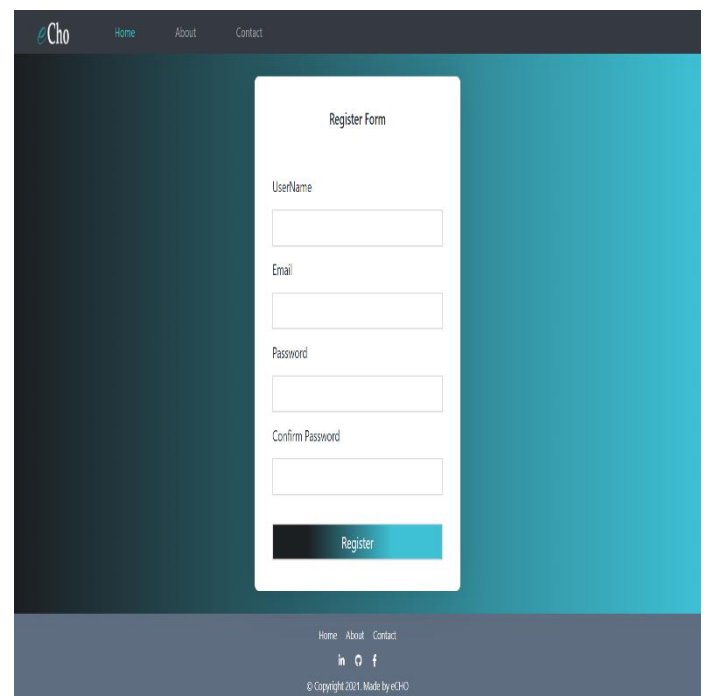 eCho Home About Contact
Register Form
UserName
Email
Password
Confirm Password
Register
Home About Contact
© Copyright 2021. Made by eCHO